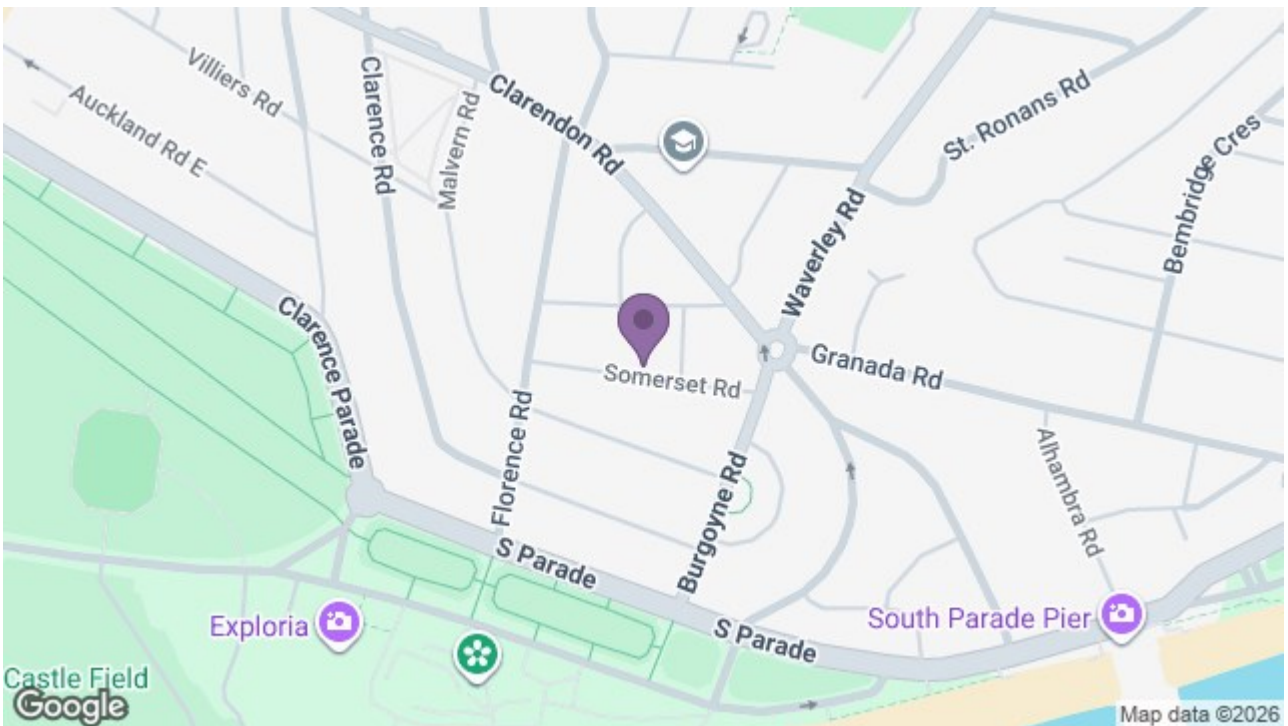 Villiers Rd
Auckland Rd E
Clarence Rd
Malvern Rd
Clarendon Rd
St. Ronans Rd
Bembridge Cres
Waverley Rd
Clarence Parade
Somerset Rd
Granada Rd
Florence Rd
Burgoyne Rd
Alhambra Rd
S Parade
S Parade
Exploria
South Parade Pier
Castle Field
Google
Map data ©2026